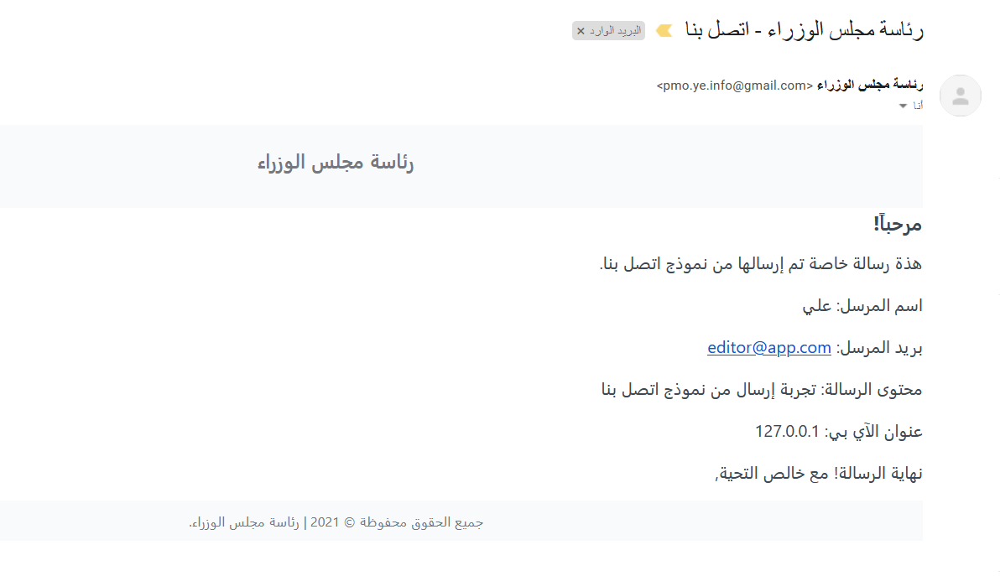 رئاسة مجلس الوزراء - اتصل بنا البريد الوارد ×
رئاسة مجلس الوزراء <pmo.ye.info@gmail.com>
أنا
رئاسة مجلس الوزراء
مرحباً!
هذة رسالة خاصة تم إرسالها من نموذج اتصل بنا.
اسم المرسل: علي
بريد المرسل: editor@app.com
محتوى الرسالة: تجربة إرسال من نموذج اتصل بنا
عنوان الآي بي: 127.0.0.1
نهاية الرسالة! مع خالص التحية,
جميع الحقوق محفوظة © 2021 | رئاسة مجلس الوزراء.